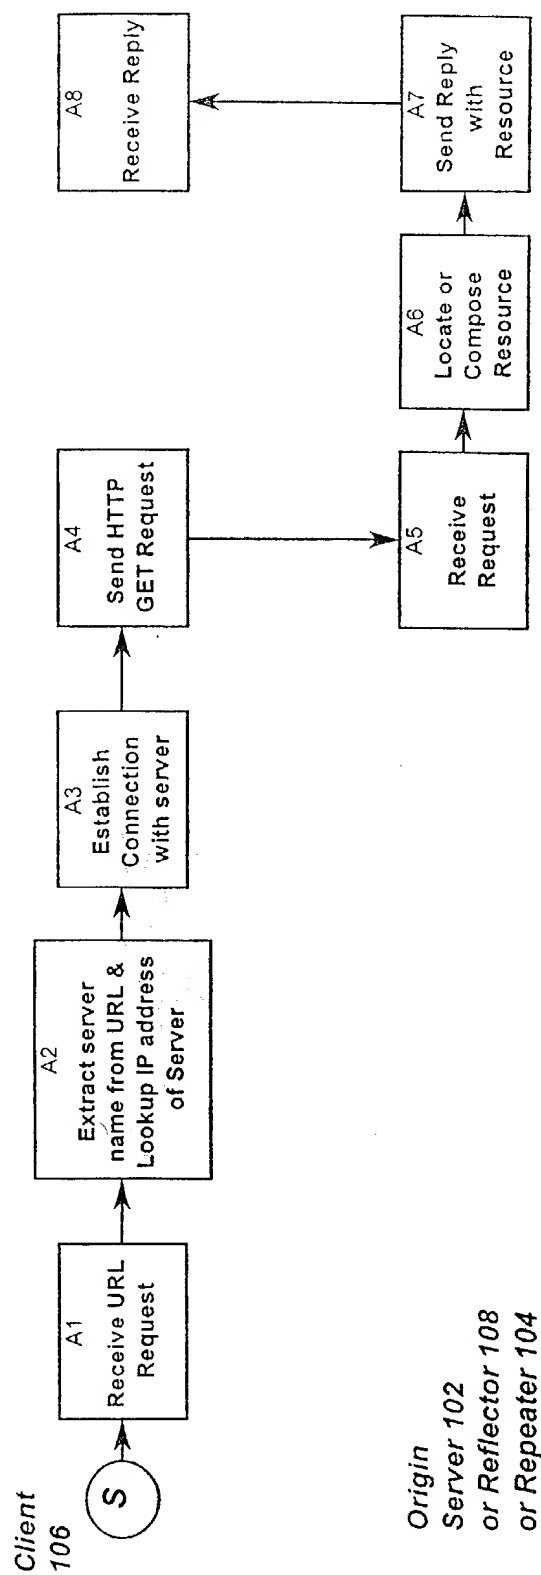 Client
106
S
A1
Receive URL
Request
A2
Extract server
name from URL &
Lookup IP address
of Server
A3
Establish
Connection
with server
A4
Send HTTP
GET Request
A8
Receive Reply
Origin
Server 102
or Reflector 108
or Repeater 104
A5
Receive
Request
A6
Locate or
Compose
Resource
A7
Send Reply
with
Resource